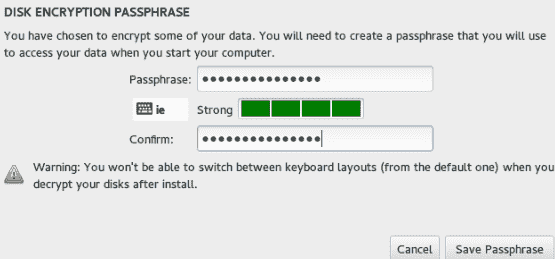 DISK ENCRYPTION PASSPHRASE
You have chosen to encrypt some of your data. You will need to create a passphrase that you will use
to access your data when you start your computer.
Passphrase: ●●●●●●●●●●●●●●●
ie Strong
Confirm: ●●●●●●●●●●●●●●●
Warning: You won't be able to switch between keyboard layouts (from the default one) when you
decrypt your disks after install.
Cancel Save Passphrase